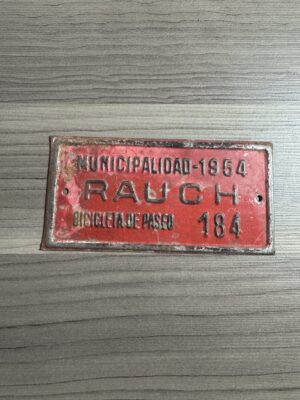 MUNICIPALIDAD-1954
RAUCH
BICICLETA DE PASEO 184